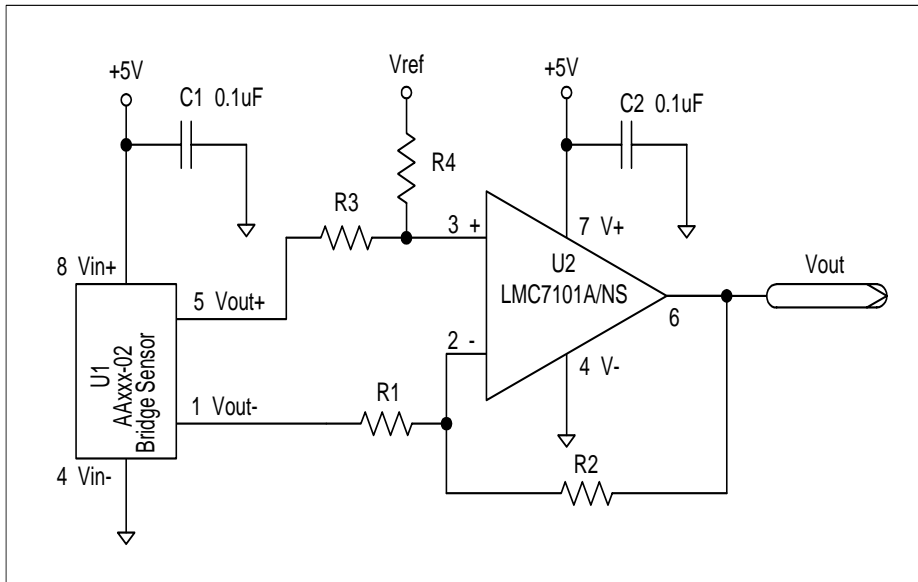 +5V
C1 0.1uF
Vref
+5V
C2 0.1uF
R4
R3
3 +
7 V+
U2
LMC7101A/NS
Vout
8 Vin+
5 Vout+
6
2 -
4 V-
U1
AAxxx-02
Bridge Sensor
R1
1 Vout-
R2
4 Vin-